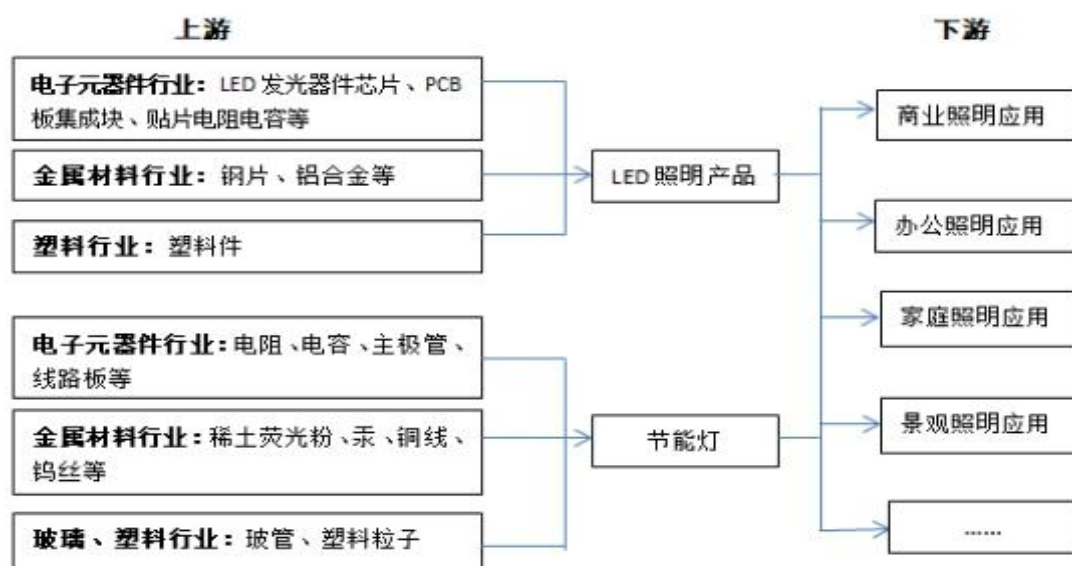 上游
下游
电子元器件行业：LED 发光器件芯片、PCB
板集成块、贴片电阻电容等
金属材料行业：钢片、铝合金等
塑料行业：塑料件
LED 照明产品
商业照明应用
办公照明应用
家庭照明应用
电子元器件行业：电阻、电容、主极管、
线路板等
金属材料行业：稀土荧光粉、汞、铜线、
钨丝等
玻璃、塑料行业：玻管、塑料粒子
节能灯
景观照明应用
……